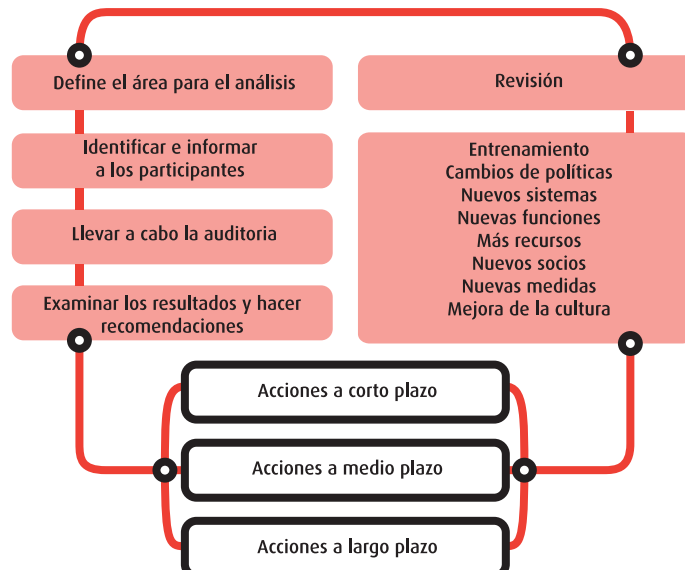 Define el área para el análisis
Identificar e informar
a los participantes
Llevar a cabo la auditoria
Examinar los resultados y hacer
recomendaciones
Revisión
Entrenamiento
Cambios de políticas
Nuevos sistemas
Nuevas funciones
Más recursos
Nuevos socios
Nuevas medidas
Mejora de la cultura
Acciones a corto plazo
Acciones a medio plazo
Acciones a largo plazo